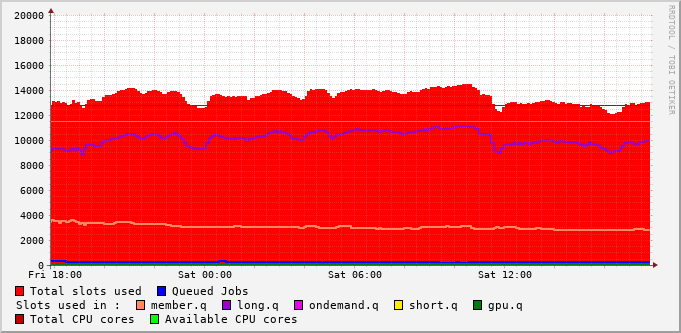 RRDTOOL / TOBI OETIKER
20000
18000
16000
14000
12000
10000
8000
6000
4000
2000
0
Fri 18:00 Sat 00:00 Sat 06:00 Sat 12:00
Total slots used Queued Jobs
Slots used in : member.q long.q ondemand.q short.q gpu.q
Total CPU cores Available CPU cores